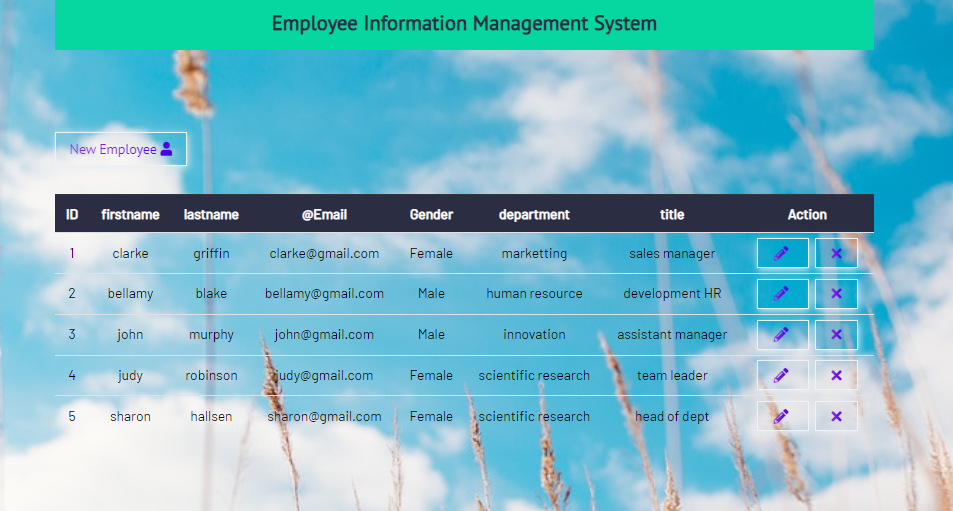 Employee Information Management System
New Employee
ID firstname lastname @Email Gender department title Action
1 clarke griffin clarke@gmail.com Female marketting sales manager
2 bellamy blake bellamy@gmail.com Male human resource development HR
3 john murphy john@gmail.com Male innovation assistant manager
4 judy robinson judy@gmail.com Female scientific research team leader
5 sharon hallsen sharon@gmail.com Female scientific research head of dept